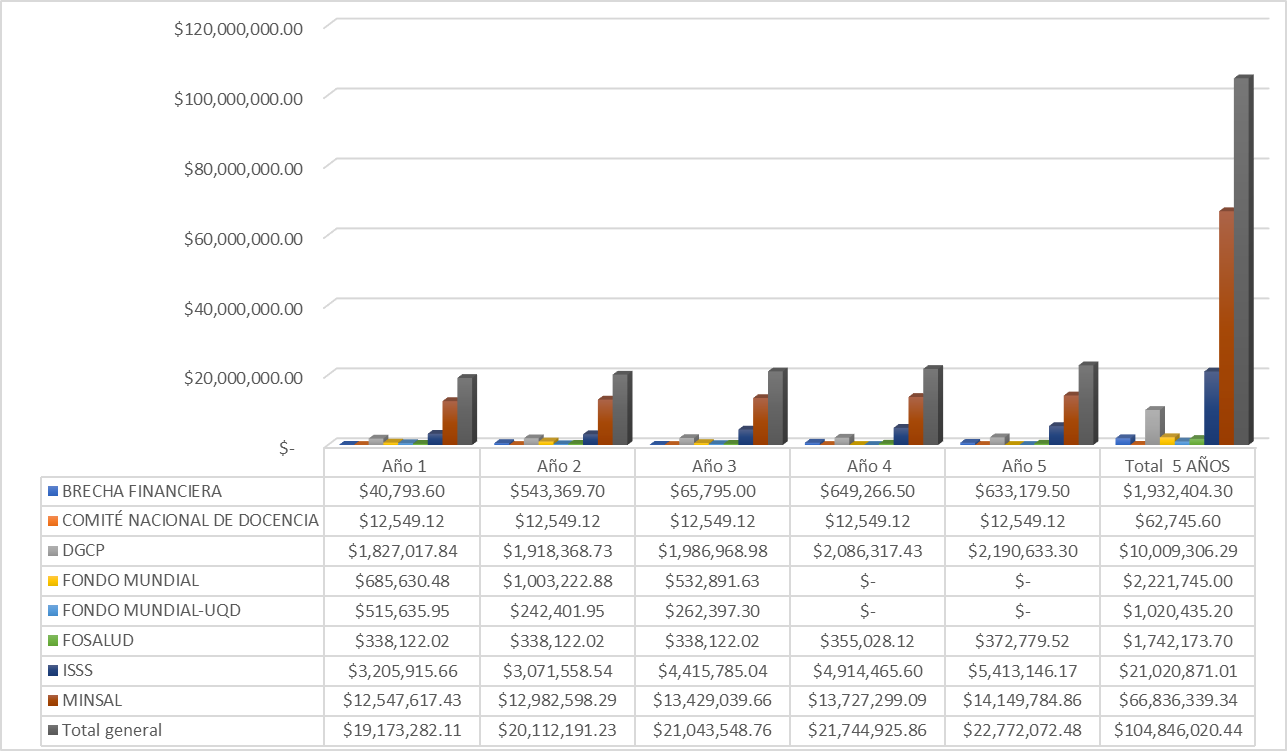 $120,000,000.00
$100,000,000.00
$80,000,000.00
$60,000,000.00
$40,000,000.00
$20,000,000.00
$-
Año 1 Año 2 Año 3 Año 4 Año 5 Total 5 AÑOS
BRECHA FINANCIERA $40,793.60 $543,369.70 $65,795.00 $649,266.50 $633,179.50 $1,932,404.30
COMITÉ NACIONAL DE DOCENCIA $12,549.12 $12,549.12 $12,549.12 $12,549.12 $12,549.12 $62,745.60
DGCP $1,827,017.84 $1,918,368.73 $1,986,968.98 $2,086,317.43 $2,190,633.30 $10,009,306.29
FONDO MUNDIAL $685,630.48 $1,003,222.88 $532,891.63 $- $- $2,221,745.00
FONDO MUNDIAL-UQD $515,635.95 $242,401.95 $262,397.30 $- $- $1,020,435.20
FOSALUD $338,122.02 $338,122.02 $338,122.02 $355,028.12 $372,779.52 $1,742,173.70
ISSS $3,205,915.66 $3,071,558.54 $4,415,785.04 $4,914,465.60 $5,413,146.17 $21,020,871.01
MINSAL $12,547,617.43 $12,982,598.29 $13,429,039.66 $13,727,299.09 $14,149,784.86 $66,836,339.34
Total general $19,173,282.11 $20,112,191.23 $21,043,548.76 $21,744,925.86 $22,772,072.48 $104,846,020.44